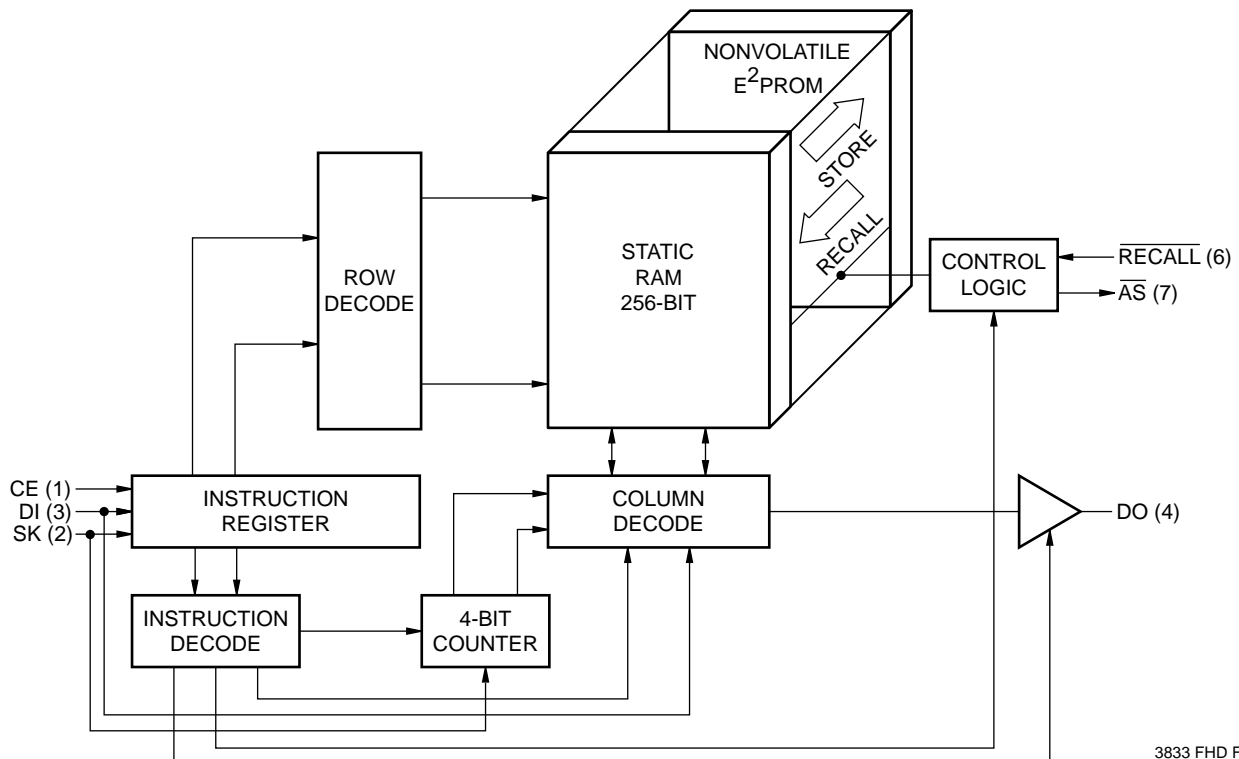 NONVOLATILE
E2PROM
STORE
RECALL
STATIC
RAM
256-BIT
ROW
DECODE
CONTROL
LOGIC
RECALL (6)
AS (7)
CE (1)
DI (3)
SK (2)
INSTRUCTION
REGISTER
COLUMN
DECODE
DO (4)
INSTRUCTION
DECODE
4-BIT
COUNTER
3833 FHD F